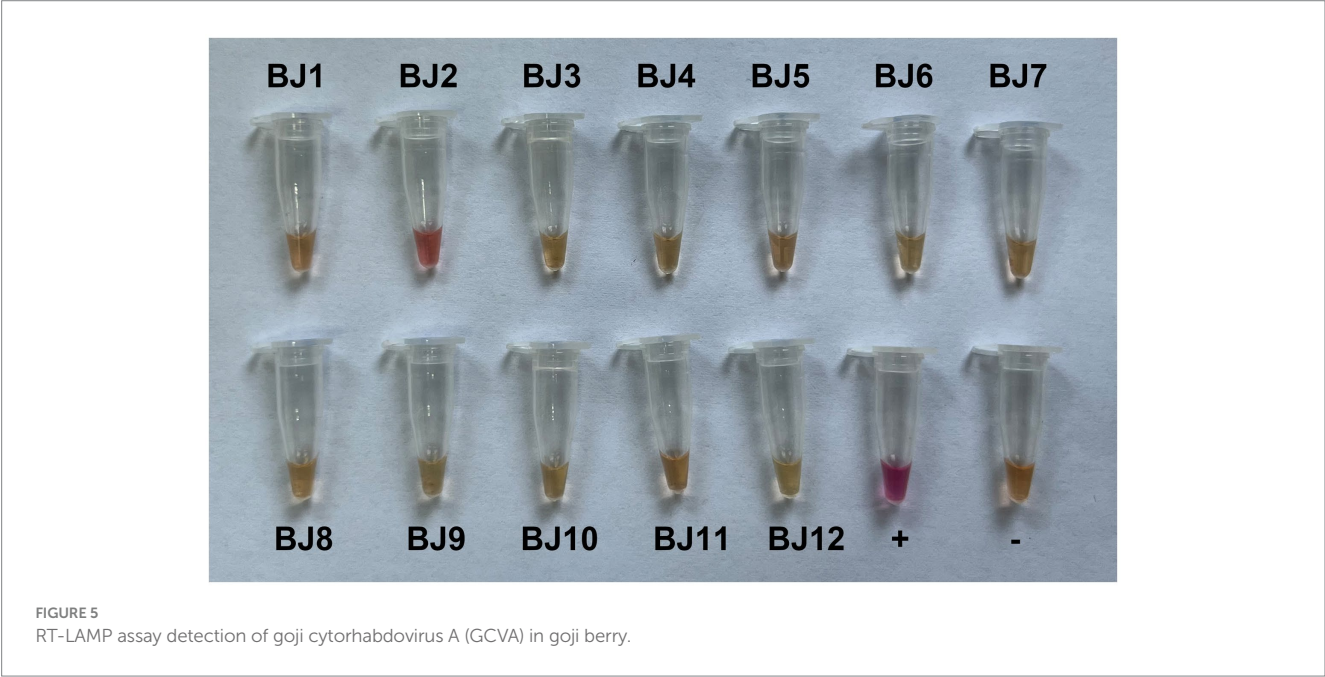 BJ1 BJ2 BJ3 BJ4 BJ5 BJ6 BJ7
BJ8 BJ9 BJ10 BJ11 BJ12 + -
FIGURE 5
RT-LAMP assay detection of goji cytorhabdovirus A (GCVA) in goji berry.